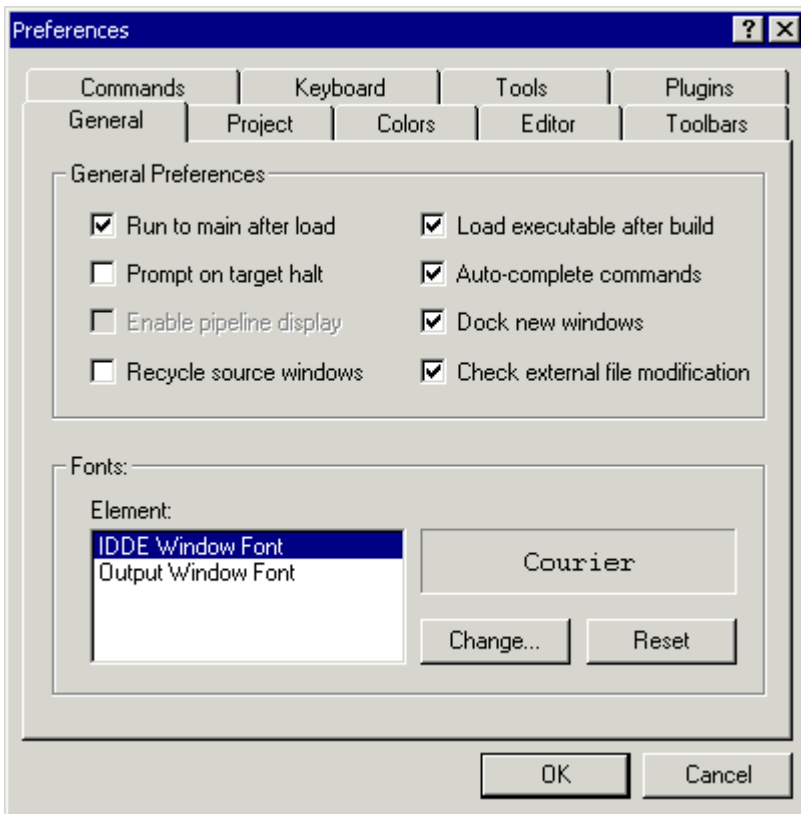 Preferences
Commands Keyboard Tools Plugins
General Project Colors Editor Toolbars
General Preferences
Run to main after load Load executable after build
Prompt on target halt Auto-complete commands
Enable pipeline display Dock new windows
Recycle source windows Check external file modification
Fonts:
Element:
IDDE Window Font
Output Window Font
Courier
Change... Reset
OK Cancel